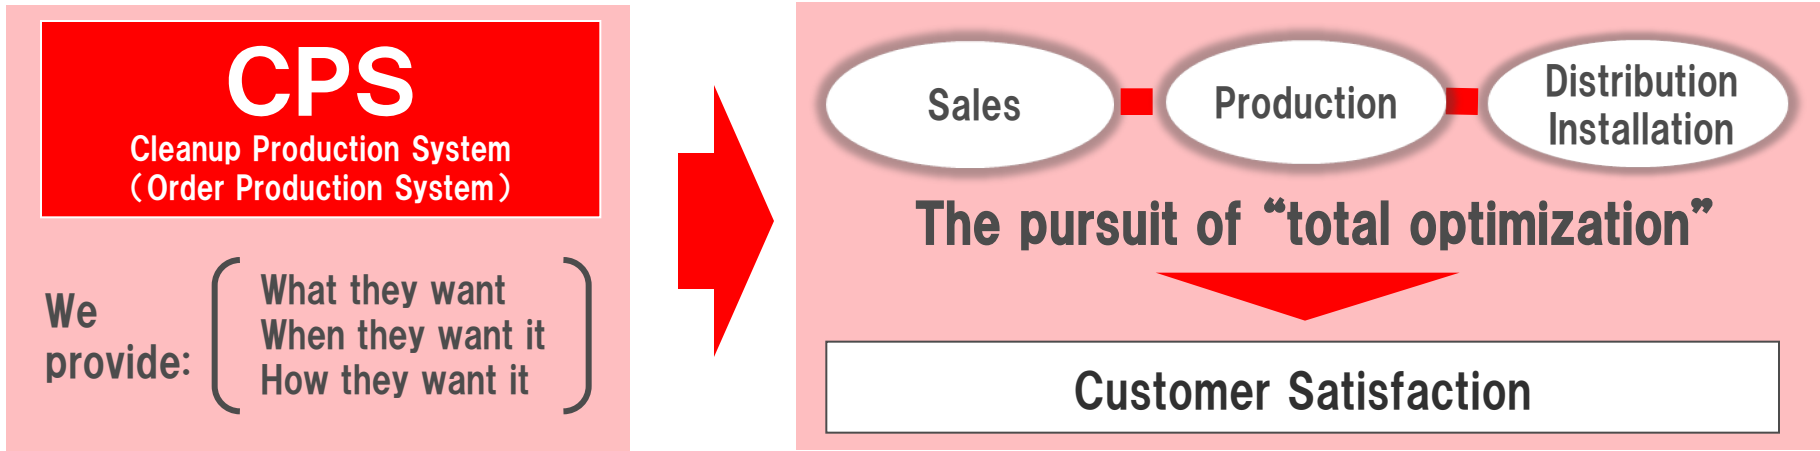 CPS
Cleanup Production System
（Order Production System）
We
provide:
What they want
When they want it
How they want it
Sales
Production
Distribution
Installation
The pursuit of “total optimization”
Customer Satisfaction